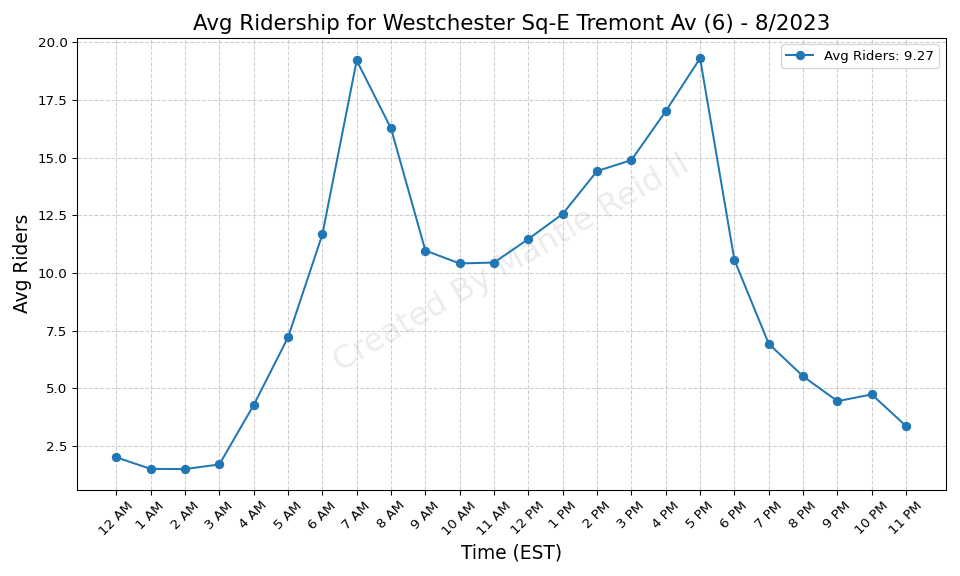 Avg Ridership for Westchester Sq-E Tremont Av (6) - 8/2023
Avg Riders: 9.27
20.0
17.5
15.0
12.5
10.0
7.5
5.0
2.5
Avg Riders
Created By Mantie Reid II
12 AM
1 AM
2 AM
3 AM
4 AM
5 AM
6 AM
7 AM
8 AM
9 AM
10 AM
11 AM
12 PM
1 PM
2 PM
3 PM
4 PM
5 PM
6 PM
7 PM
8 PM
9 PM
10 PM
11 PM
Time (EST)